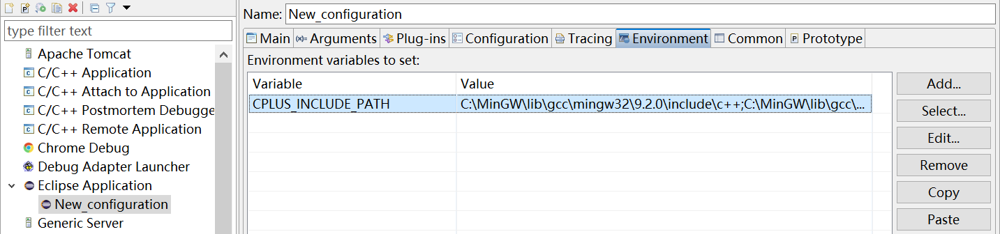 Name: New_configuration
type filter text
Apache Tomcat
C/C++ Application
C/C++ Attach to Application
C/C++ Postmortem Debugge
C/C++ Remote Application
Chrome Debug
Debug Adapter Launcher
Eclipse Application
New_configuration
Generic Server
Main (x)= Arguments Plug-ins Configuration Tracing Environment Common P Prototype
Environment variables to set:
Variable Value
CPLUS_INCLUDE_PATH C:\MinGW\lib\gcc\mingw32\9.2.0\include\c++;C:\MinGW\lib\gcc\...
Add...
Select...
Edit...
Remove
Copy
Paste